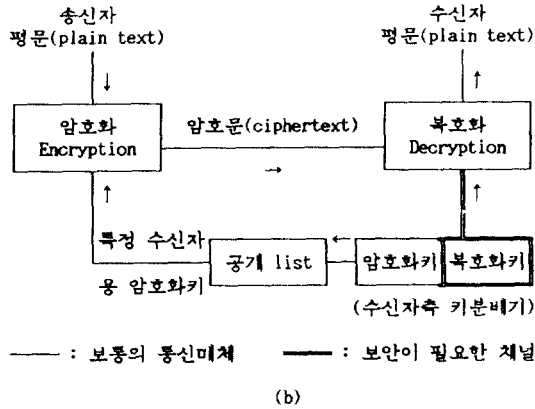 송신자
평문(plain text)
수신자
평문(plain text)
암호화
Encryption
암호문(ciphertext)
→
복호화
Decryption
특정 수신자
용 암호화키
공개 list
암호화키
복호화키
(수신자측 키분배기)
── : 보통의 통신매체
━━ : 보안이 필요한 채널
(b)